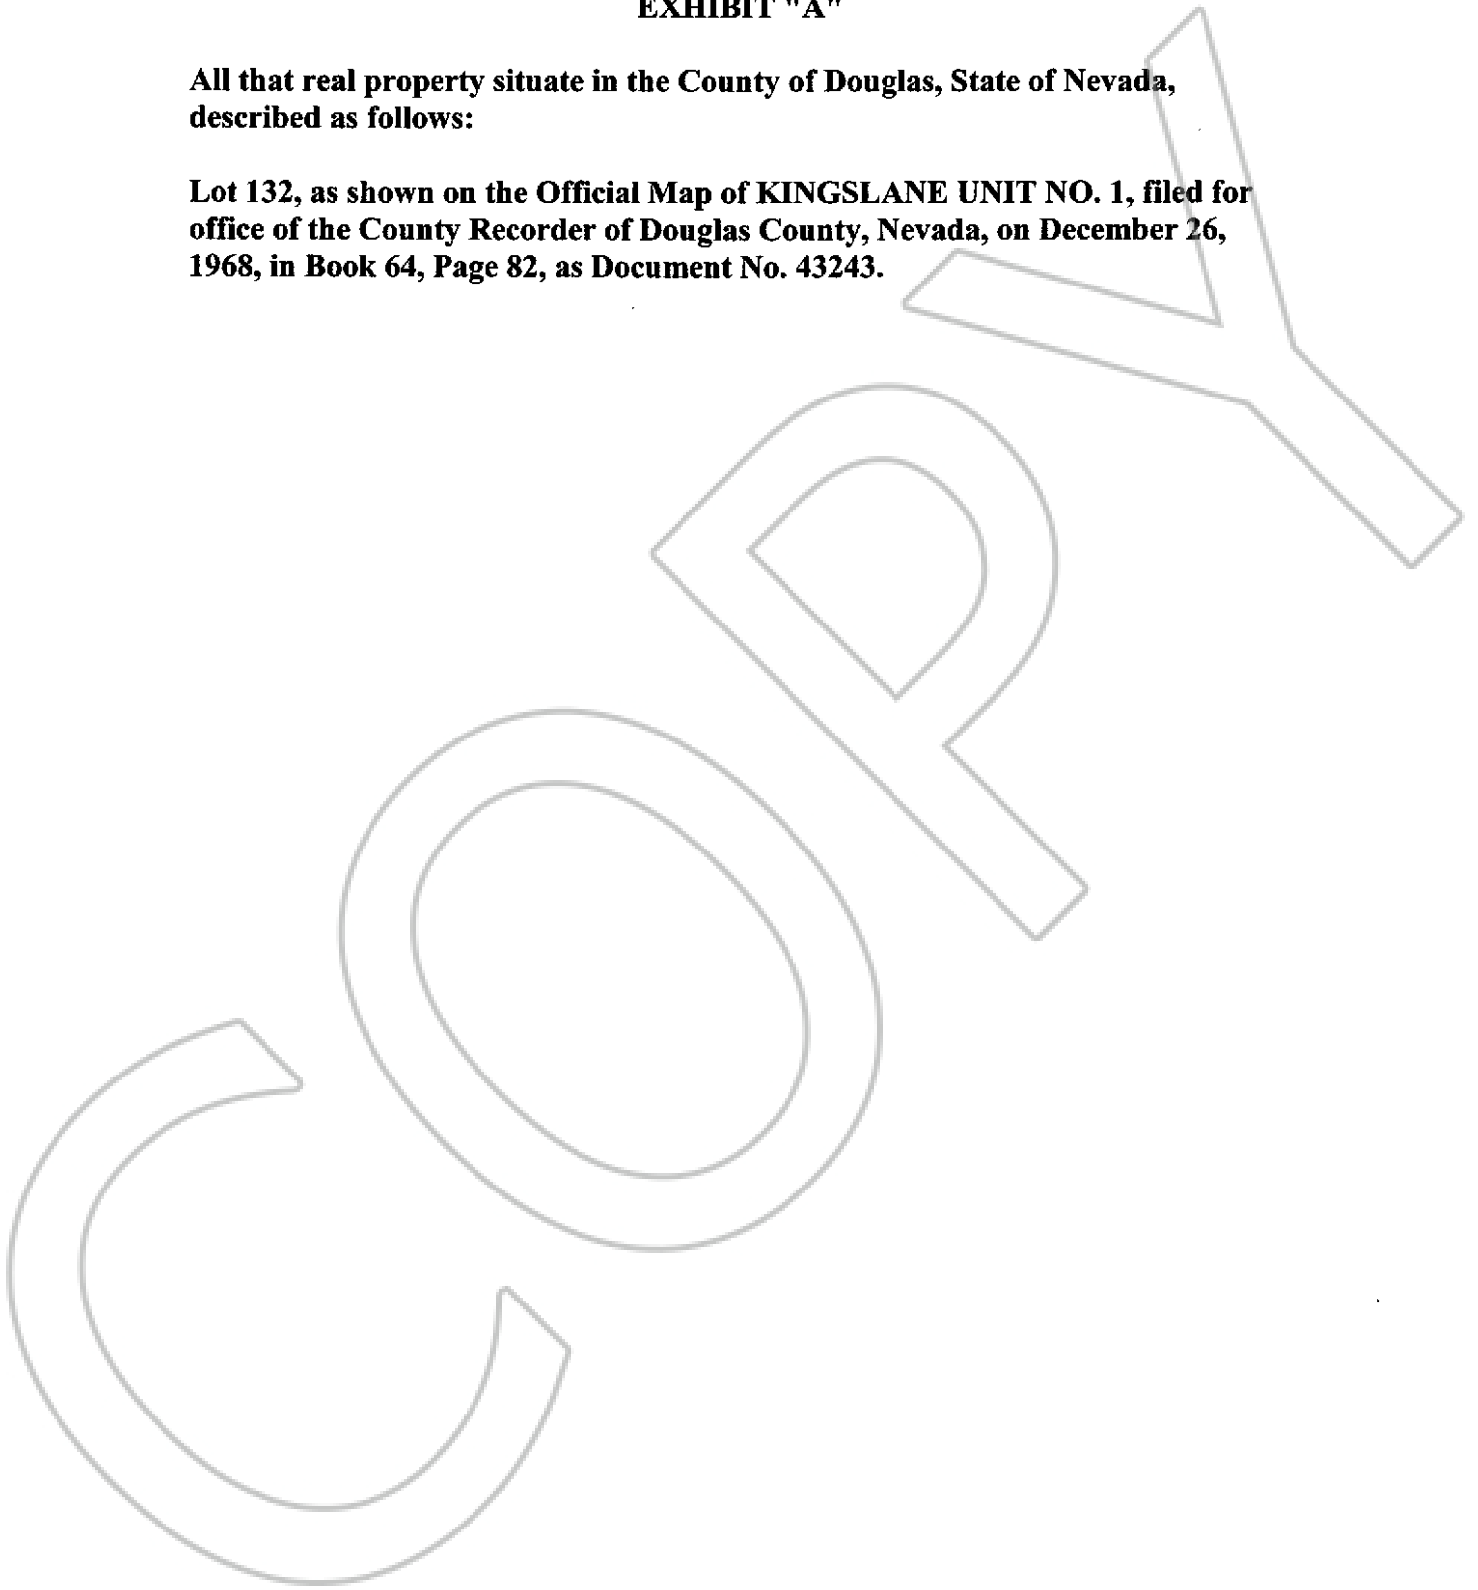 EXHIBIT "A"
All that real property situate in the County of Douglas, State of Nevada,
described as follows:
Lot 132, as shown on the Official Map of KINGSLANE UNIT NO. 1, filed for
office of the County Recorder of Douglas County, Nevada, on December 26,
1968, in Book 64, Page 82, as Document No. 43243.
COPY